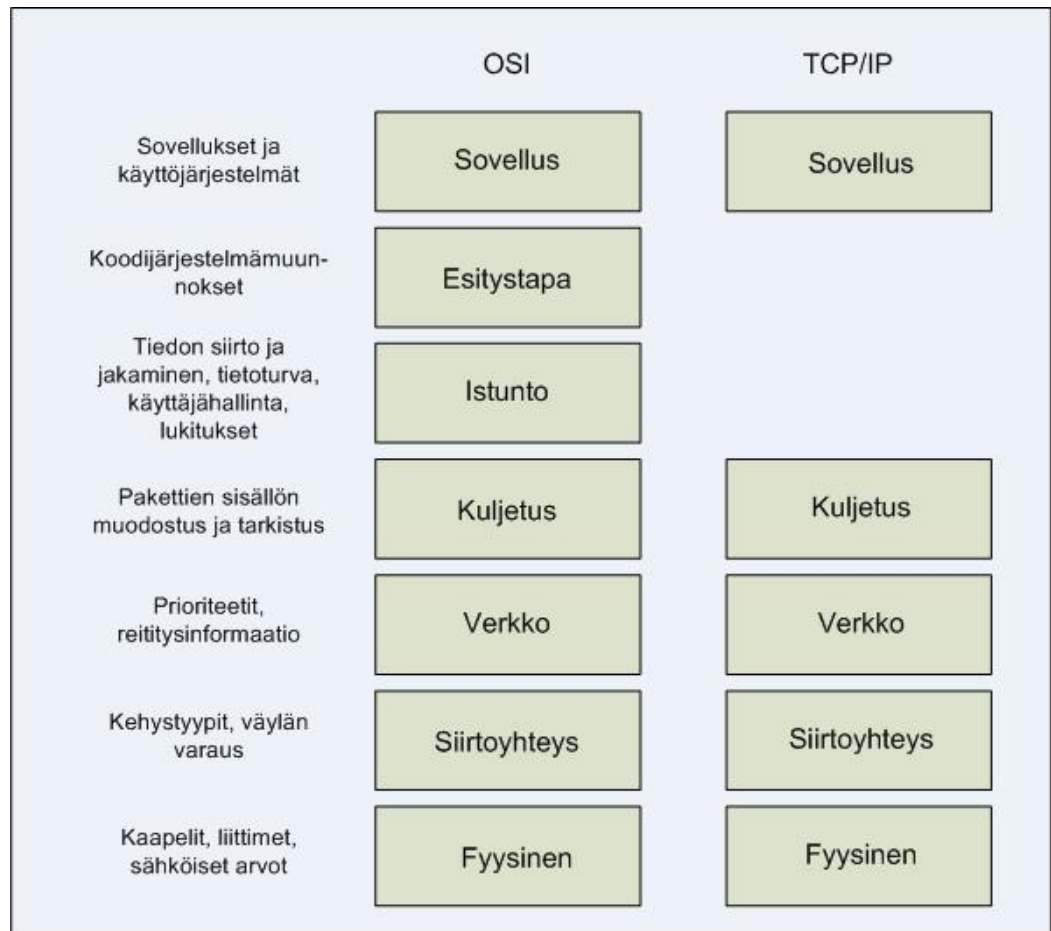 OSI
TCP/IP
Sovellukset ja
käyttöjärjestelmät
Sovellus
Sovellus
Koodijärjestelmämuun-
nokset
Esitystapa
Tiedon siirto ja
jakaminen, tietoturva,
käyttäjähallinta,
lukitukset
Istunto
Pakettien sisällön
muodostus ja tarkistus
Kuljetus
Kuljetus
Prioriteetit,
reititysinformaatio
Verkko
Verkko
Kehystyypit, väylän
varaus
Siirtoyhteys
Siirtoyhteys
Kaapelit, liittimet,
sähköiset arvot
Fyysinen
Fyysinen